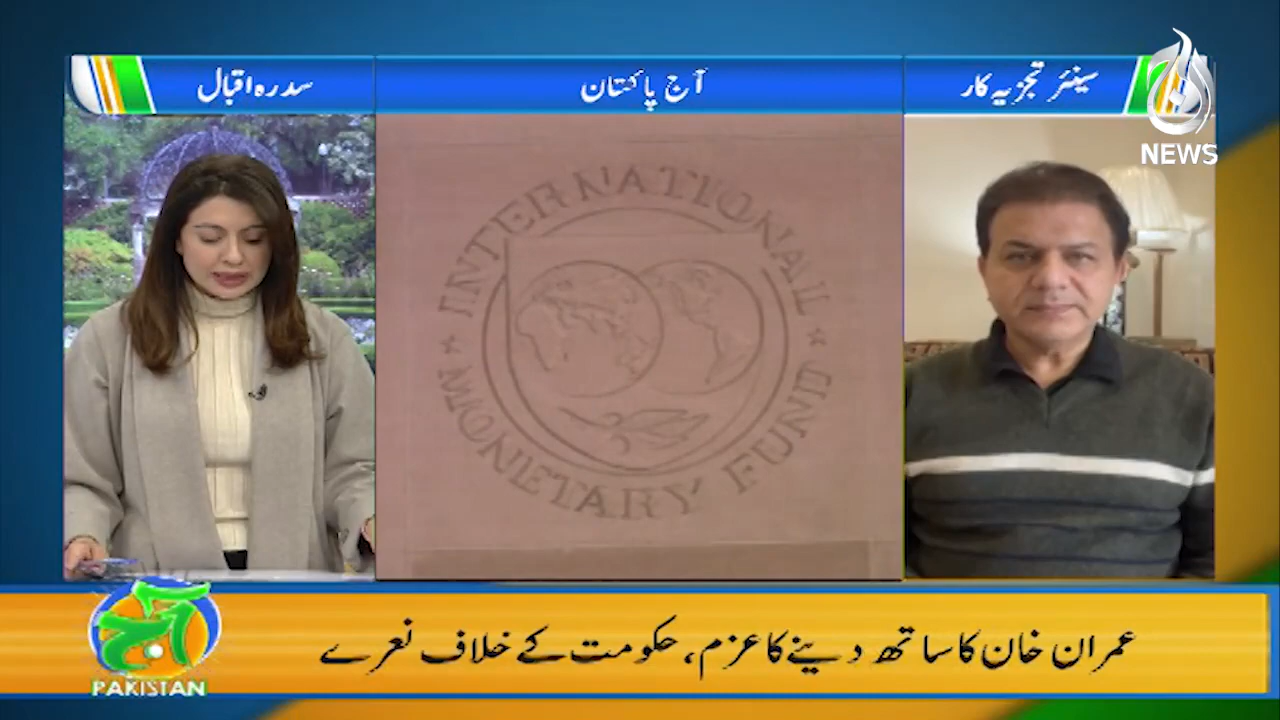 سدرہ اقبال
آج پاکستان
سینئر تجزیہ کار
NEWS
INTERNATIONAL MONETARY FUND
آج
PAKISTAN
عمران خان کا ساتھ دینے کا عزم، حکومت کے خلاف نعرے